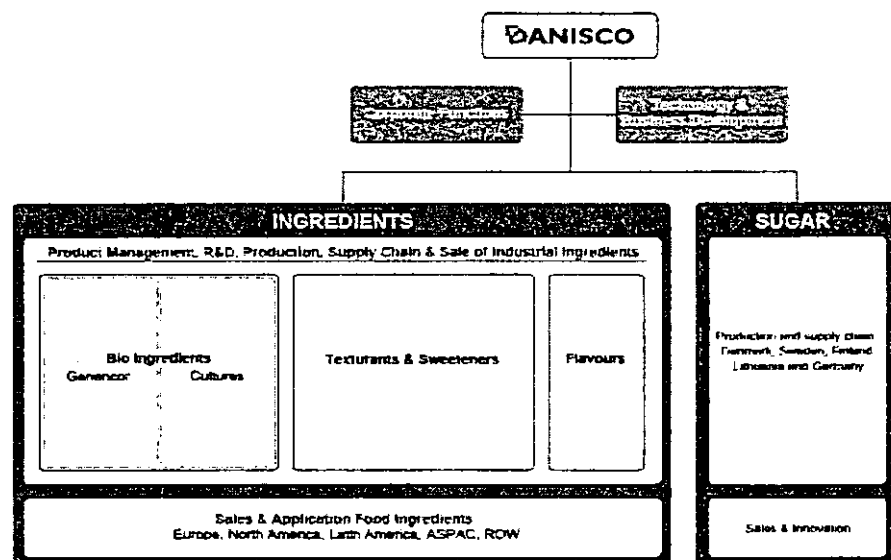 DANISCO
Corporate Functions
Technology &
Business Development
INGREDIENTS
Product Management, R&D, Production, Supply Chain & Sale of Industrial Ingredients
Bio Ingredients
Genencor
Cultures
Texturants & Sweeteners
Flavours
Sales & Application Food Ingredients
Europe, North America, Latin America, ASPAC, ROW
SUGAR
Production and supply chain
Denmark, Sweden, Finland
Lithuania and Germany
Sales & Innovation